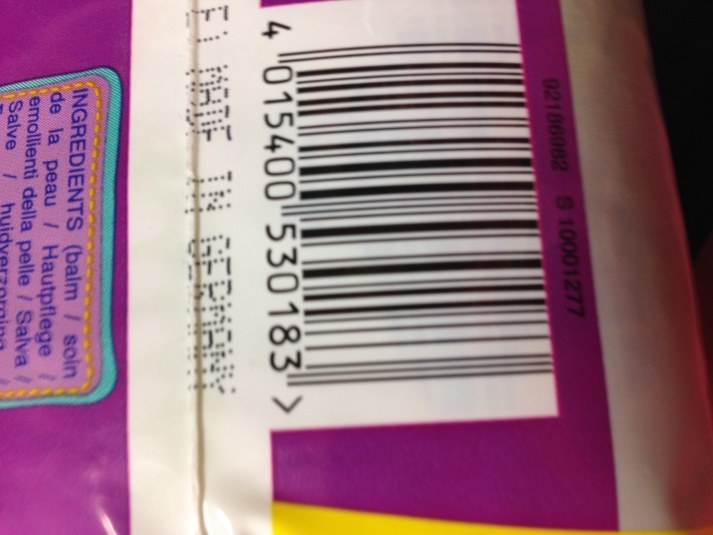 4 015400 530183 >
92186082 S 10001277
MADE IN GERMANY
INGREDIENTS (balm / soin
de la peau / Hautpflege /
emollienti della pelle / Salva /
Salve / huidverzorging